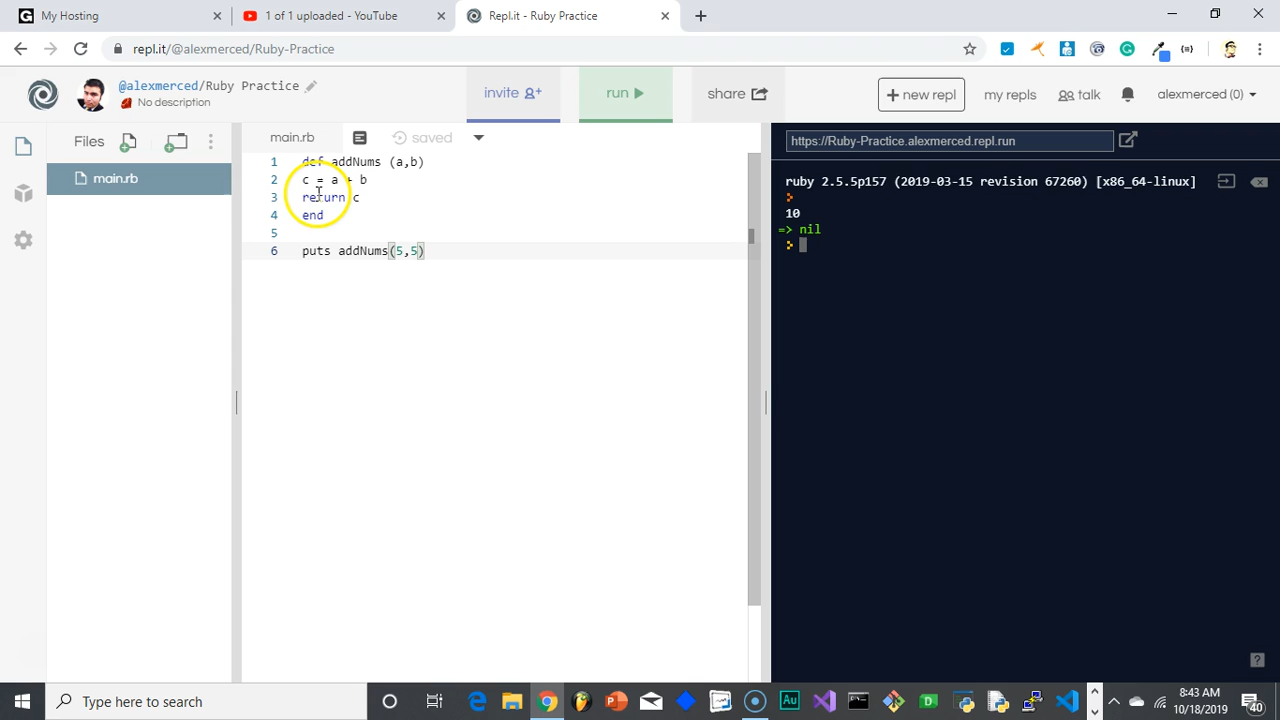 My Hosting
1 of 1 uploaded - YouTube
Repl.it - Ruby Practice
repl.it/@alexmerced/Ruby-Practice
@alexmerced/Ruby Practice
No description
invite
run
share
+ new repl
my repls
talk
alexmerced (0)
Files
main.rb
main.rb
saved
1 def addNums (a,b)
2 c = a + b
3 return c
4 end
5
6 puts addNums(5,5)
https://Ruby-Practice.alexmerced.repl.run
ruby 2.5.5p157 (2019-03-15 revision 67260) [x86_64-linux]
10
=> nil
?
Type here to search
8:43 AM
10/18/2019
40